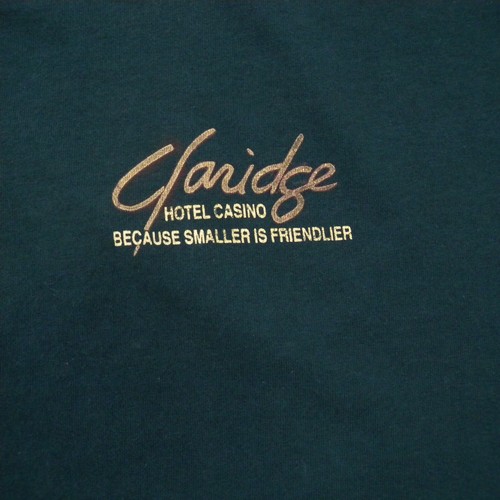 Claridge
HOTEL CASINO
BECAUSE SMALLER IS FRIENDLIER